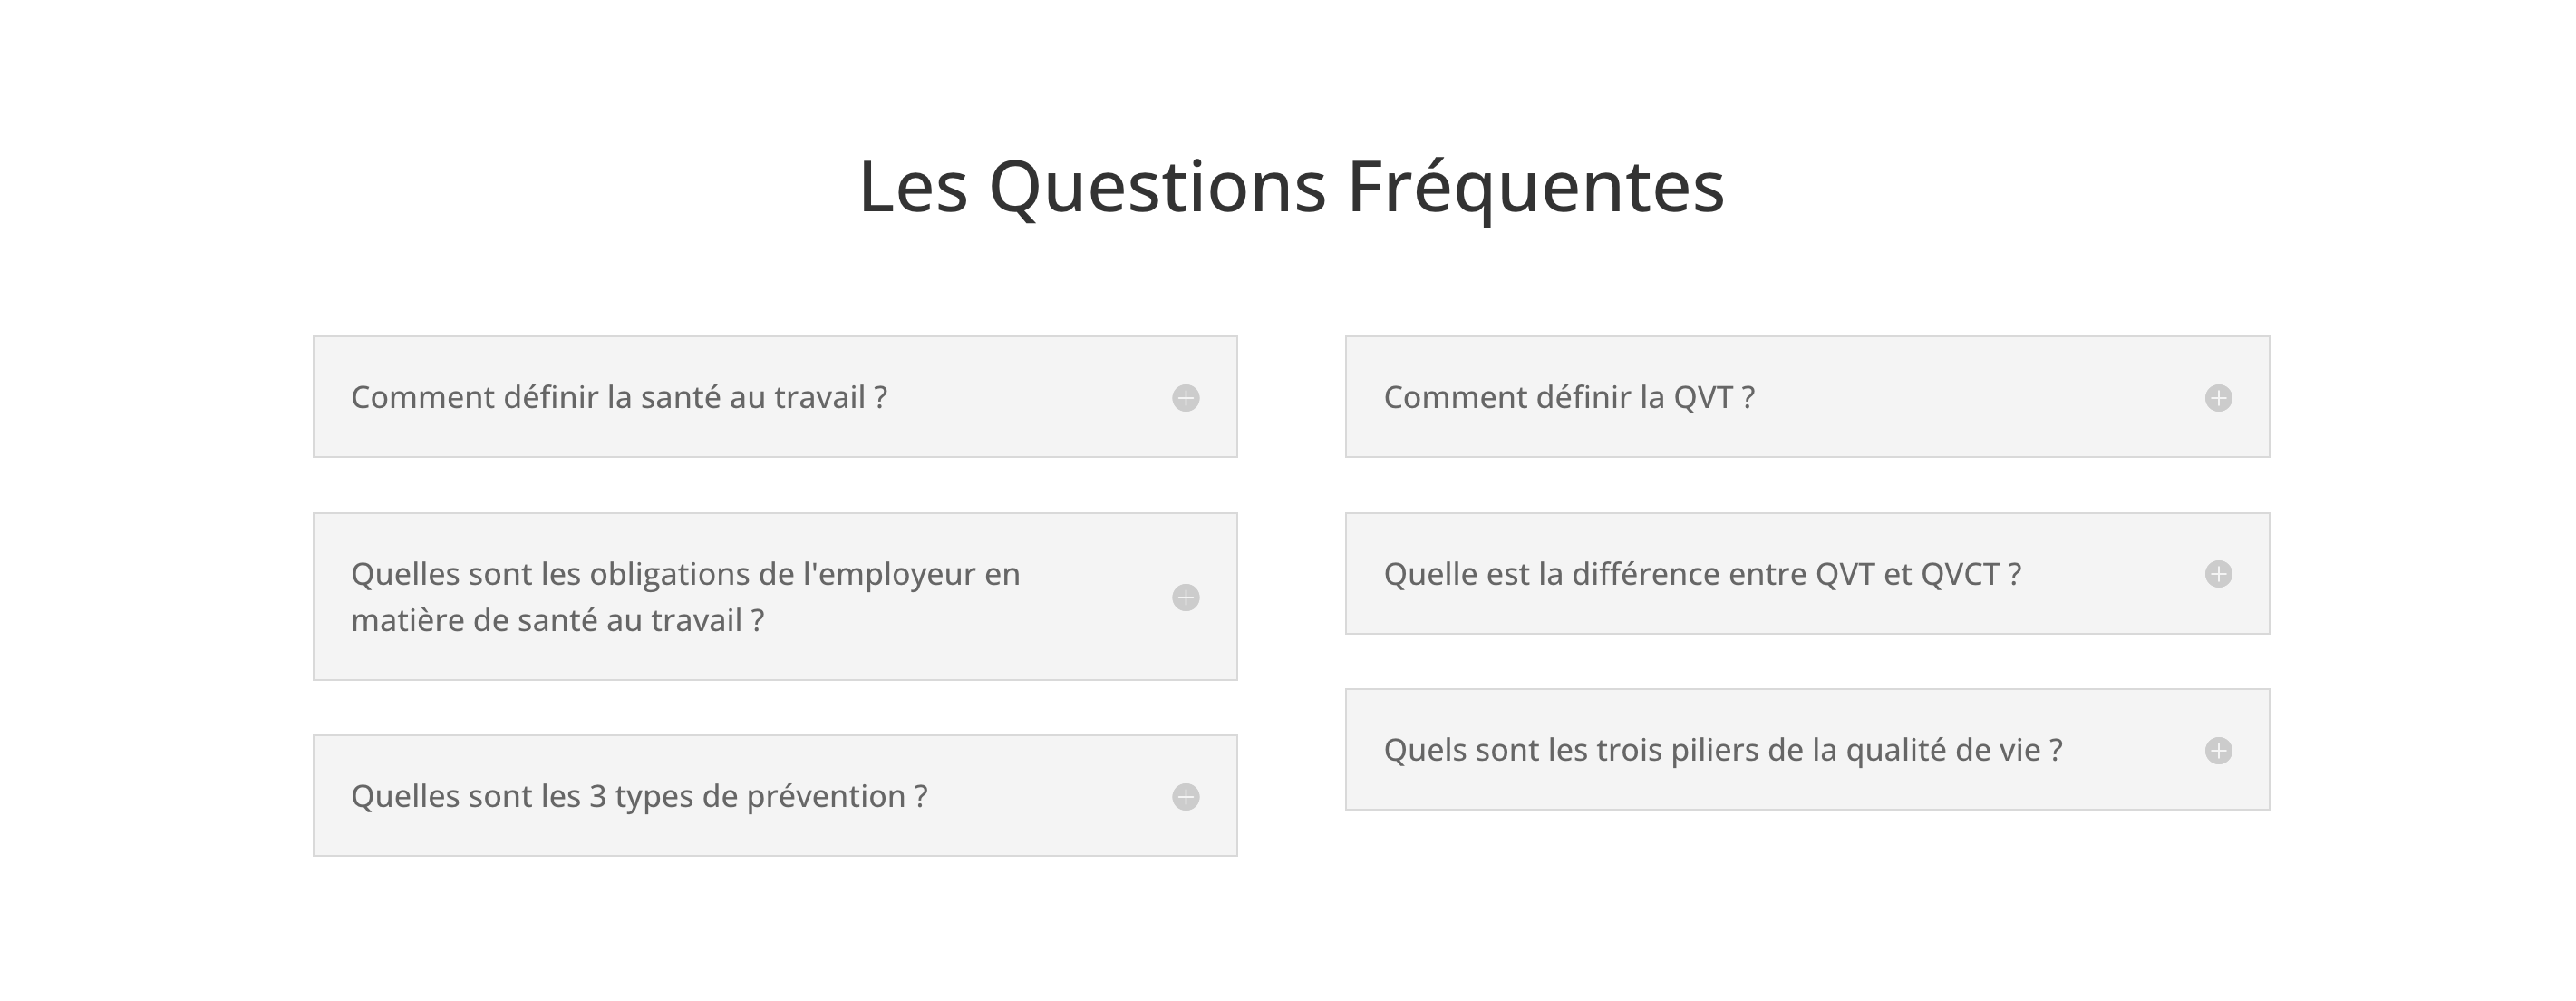 Les Questions Fréquentes
Comment définir la santé au travail ?
Quelles sont les obligations de l'employeur en
matière de santé au travail ?
Quelles sont les 3 types de prévention ?
Comment définir la QVT ?
Quelle est la différence entre QVT et QVCT ?
Quels sont les trois piliers de la qualité de vie ?